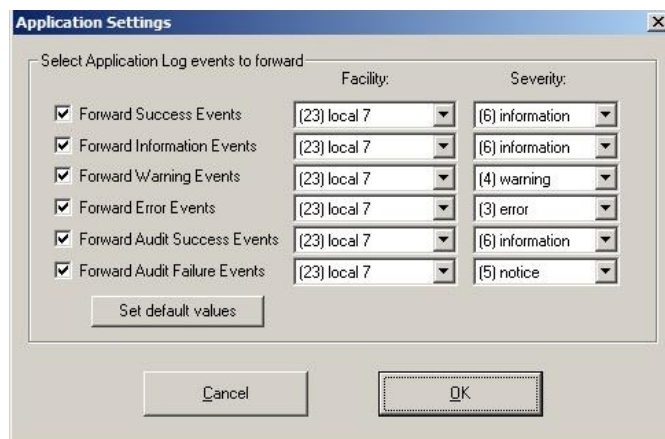 Application Settings
Select Application Log events to forward
Facility: Severity:
Forward Success Events (23) local 7 (6) information
Forward Information Events (23) local 7 (6) information
Forward Warning Events (23) local 7 (4) warning
Forward Error Events (23) local 7 (3) error
Forward Audit Success Events (23) local 7 (6) information
Forward Audit Failure Events (23) local 7 (5) notice
Set default values
Cancel OK